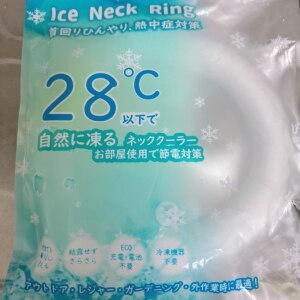 Ice Neck Ring
首回りひんやり、熱中症対策
28℃
以下で
自然に凍る ネッククーラー
お部屋使用で節電対策
結露せず
さらさら
ECO
充電・電池
不要
冷凍機器
不要
アウトドア・レジャー・ガーデニング・外作業時に最適!